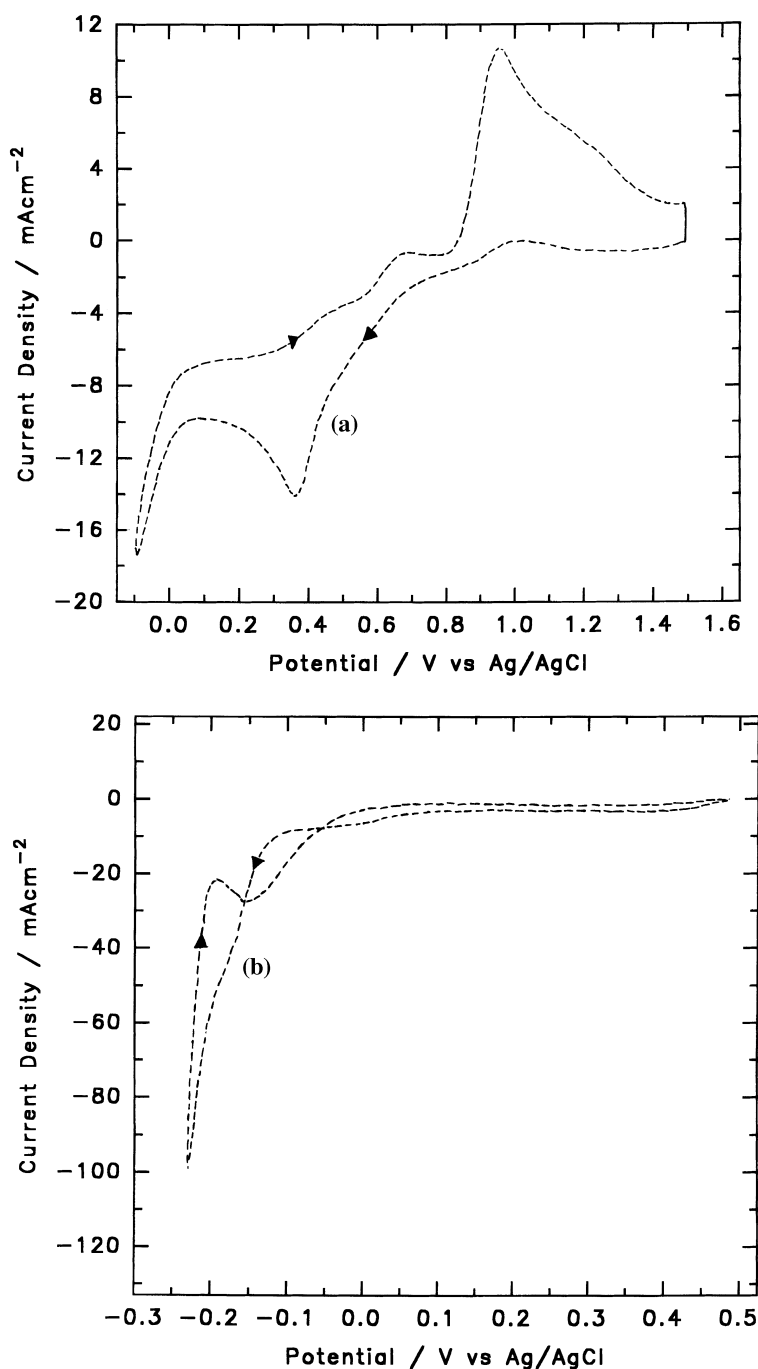 12
8
4
0
−4
−8
−12
−16
−20
Current Density / mAcm⁻²
(a)
0.0 0.2 0.4 0.6 0.8 1.0 1.2 1.4 1.6
Potential / V vs Ag/AgCl
20
0
−20
−40
−60
−80
−100
−120
Current Density / mAcm⁻²
(b)
−0.3 −0.2 −0.1 0.0 0.1 0.2 0.3 0.4 0.5
Potential / V vs Ag/AgCl